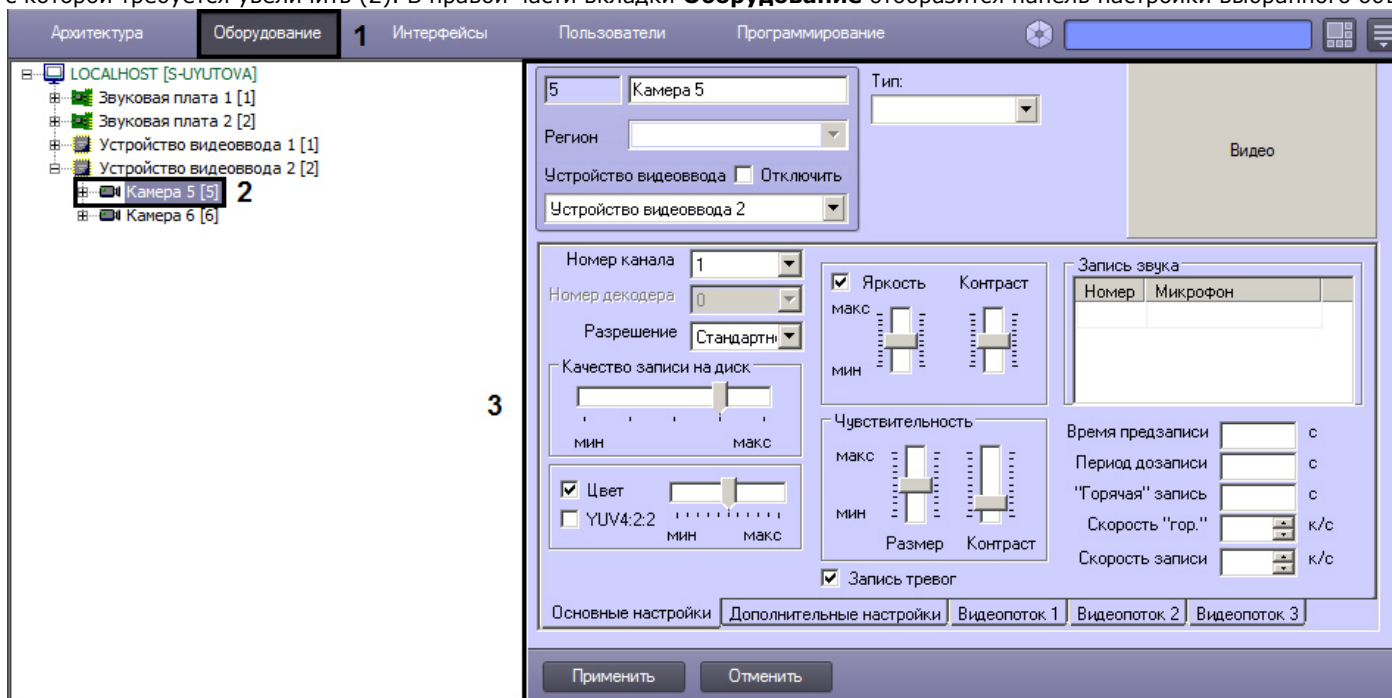 с которой требуется увеличить (2). В правой части вкладки Оборудование отобразится панель настройки выбранного объ
Архитектура Оборудование 1 Интерфейсы Пользователи Программирование
LOCALHOST [S-UYUTOVA]
Звуковая плата 1 [1]
Звуковая плата 2 [2]
Устройство видеоввода 1 [1]
Устройство видеоввода 2 [2]
Камера 5 [5] 2
Камера 6 [6]
3
5 Камера 5
Тип:
Регион
Устройство видеоввода Отключить
Устройство видеоввода 2
Видео
Номер канала 1
Номер декодера 0
Разрешение Стандартн
Качество записи на диск
мин макс
Цвет
YUV4:2:2
мин макс
Яркость Контраст
макс
мин
Чувствительность
макс
мин
Размер Контраст
Запись тревог
Запись звука
Номер Микрофон
Время предзаписи с
Период дозаписи с
"Горячая" запись с
Скорость "гор." к/с
Скорость записи к/с
Основные настройки Дополнительные настройки Видеопоток 1 Видеопоток 2 Видеопоток 3
Применить Отменить